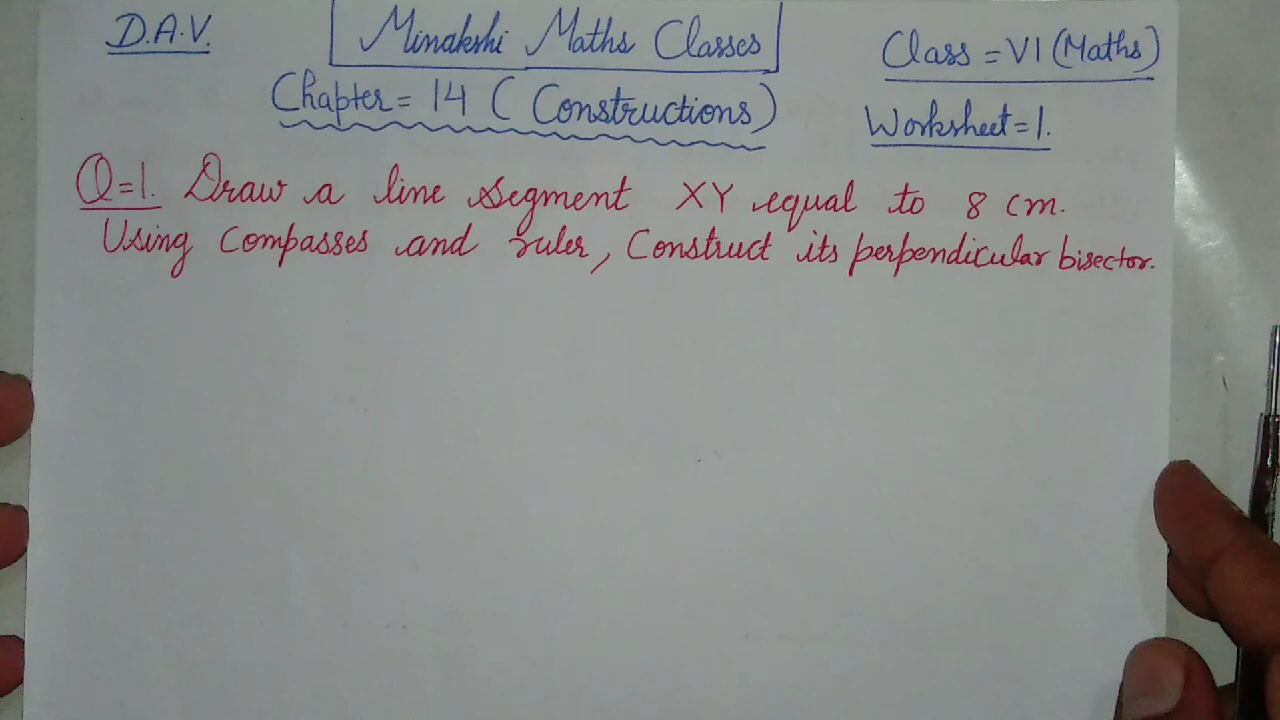 D.A.V.
Minakshi Maths Classes
Class = VI (Maths)
Chapter = 14 ( Constructions)
Worksheet = 1.
Q=1. Draw a line segment XY equal to 8 cm.
Using Compasses and ruler, Construct its perpendicular bisector.